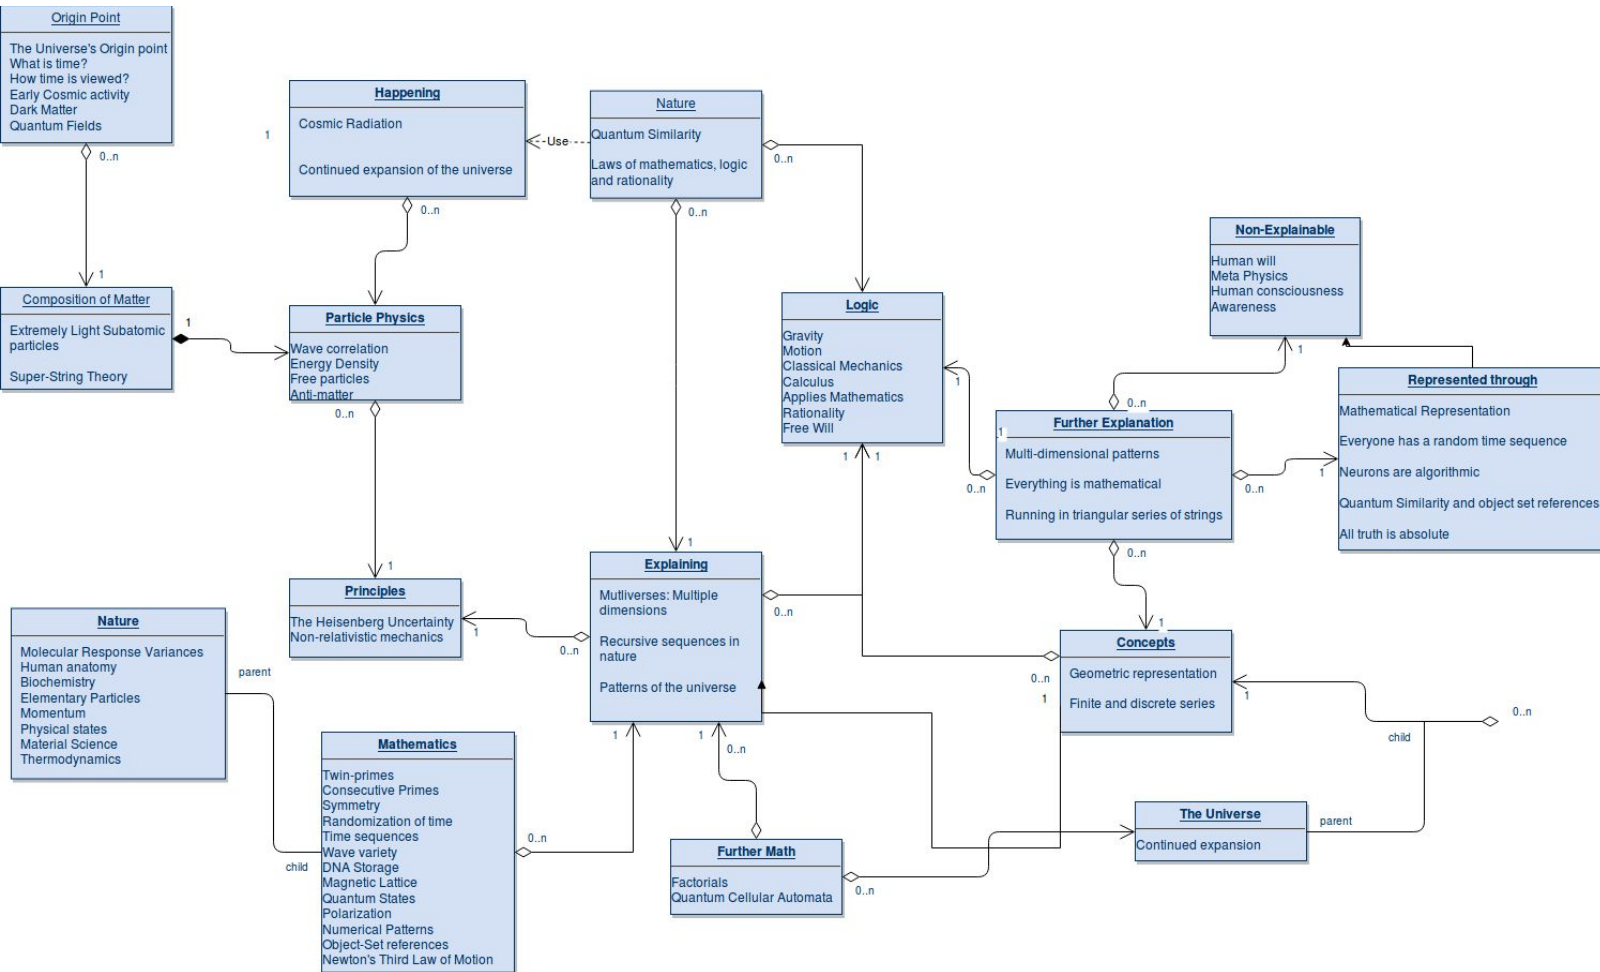 Origin Point
The Universe's Origin point
What is time?
How time is viewed?
Early Cosmic activity
Dark Matter
Quantum Fields
0..n
1
Composition of Matter
Extremely Light Subatomic
particles
Super-String Theory
1
1
Happening
Cosmic Radiation
Continued expansion of the universe
0..n
Use
Nature
Quantum Similarity
Laws of mathematics, logic
and rationality
0..n
0..n
Particle Physics
Wave correlation
Energy Density
Free particles
Anti-matter
0..n
1
Logic
Gravity
Motion
Classical Mechanics
Calculus
Applies Mathematics
Rationality
Free Will
1
1
1
Non-Explainable
Human will
Meta Physics
Human consciousness
Awareness
1
0..n
Further Explanation
1
Multi-dimensional patterns
Everything is mathematical
Running in triangular series of strings
0..n
0..n
1
0..n
1
Represented through
Mathematical Representation
Everyone has a random time sequence
Neurons are algorithmic
Quantum Similarity and object set references
All truth is absolute
Principles
The Heisenberg Uncertainty
Non-relativistic mechanics
1
0..n
1
Explaining
Mutliverses: Multiple
dimensions
Recursive sequences in
nature
Patterns of the universe
0..n
1
1
0..n
Concepts
Geometric representation
Finite and discrete series
0..n
1
1
0..n
child
Nature
Molecular Response Variances
Human anatomy
Biochemistry
Elementary Particles
Momentum
Physical states
Material Science
Thermodynamics
parent
child
Mathematics
Twin-primes
Consecutive Primes
Symmetry
Randomization of time
Time sequences
Wave variety
DNA Storage
Magnetic Lattice
Quantum States
Polarization
Numerical Patterns
Object-Set references
Newton's Third Law of Motion
0..n
Further Math
Factorials
Quantum Cellular Automata
0..n
The Universe
Continued expansion
parent